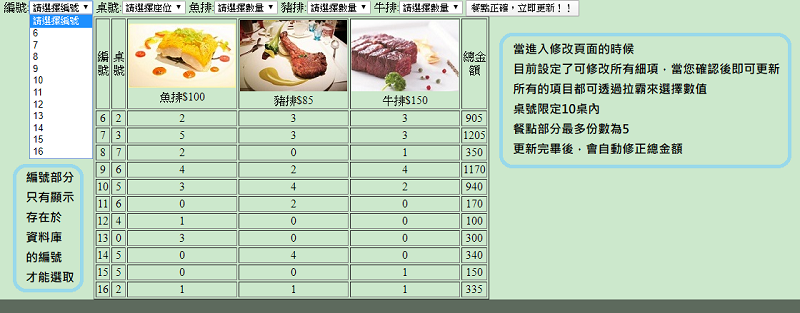 編號: 請選擇編號 桌號: 請選擇座位 魚排: 請選擇數量 豬排: 請選擇數量 牛排: 請選擇數量 餐點正確，立即更新！！
請選擇編號
6
7
8
9
10
11
12
13
14
15
16
編號 桌號 魚排$100 豬排$85 牛排$150 總金額
6 2 2 3 3 905
7 3 5 3 3 1205
8 7 2 0 1 350
9 6 4 2 4 1170
10 5 3 4 2 940
11 6 0 2 0 170
12 4 1 0 0 100
13 0 3 0 0 300
14 5 0 4 0 340
15 5 0 0 1 150
16 2 1 1 1 335
編號部分
只有顯示
存在於
資料庫
的編號
才能選取
當進入修改頁面的時候
目前設定了可修改所有細項，當您確認後即可更新
所有的項目都可透過拉霸來選擇數值
桌號限定10桌內
餐點部分最多份數為5
更新完畢後，會自動修正總金額